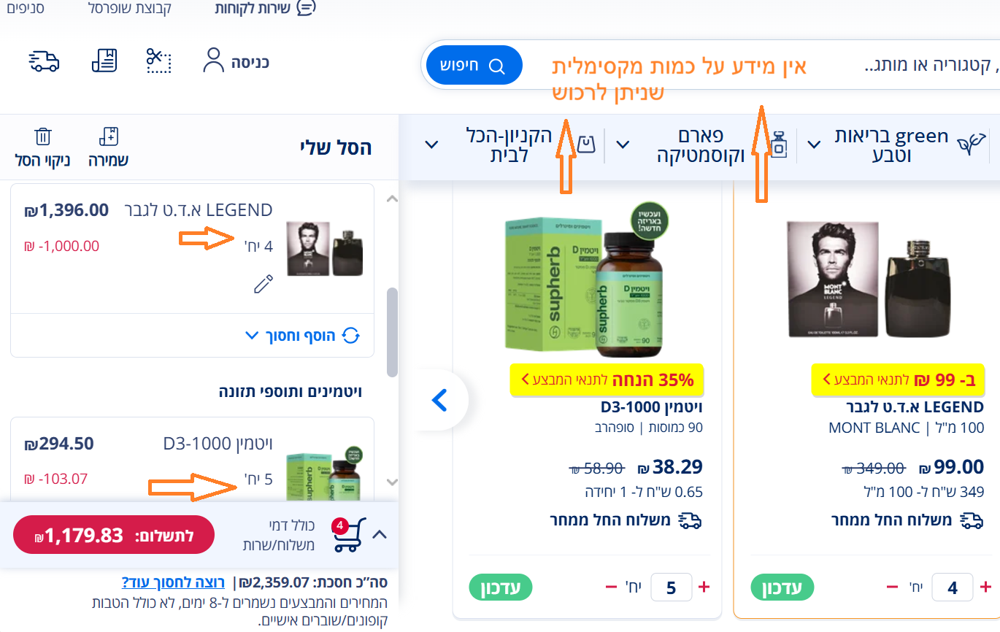 שירות לקוחות
קבוצת שופרסל
סניפים
, קטגוריה או מותג..
חיפוש
כניסה
אין מידע על כמות מקסימלית
שניתן לרכוש
green בריאות
וטבע
פארם
וקוסמטיקה
הקניון-הכל
לבית
הסל שלי
שמירה
ניקוי הסל
LEGEND א.ד.ט לגבר
₪1,396.00
4 יח'
₪ -1,000.00
הוסף וחסוך
ויטמינים ותוספי תזונה
ויטמין D3-1000
₪294.50
5 יח'
₪ -103.07
4
כולל דמי
משלוח/שרות
לתשלום: ₪1,179.83
סה״כ חסכת: ₪2,359.07 | רוצה לחסוך עוד?
המחירים והמבצעים נשמרים ל-8 ימים, לא כולל הטבות
קופונים/שוברים אישיים.
MONT
BLANC
LEGEND
ב- 99 ₪ לתנאי המבצע
LEGEND א.ד.ט לגבר
100 מ"ל | MONT BLANC
99.00 ₪ 349.00 ₪
349 ש"ח ל- 100 מ"ל
משלוח החל ממחר
4 יח'
עדכון
ועכשיו
באריזה
חדשה!
supherb
ויטמין D
supherb
ויטמין D
90
35% הנחה לתנאי המבצע
ויטמין D3-1000
90 כמוסות | סופהרב
38.29 ₪ 58.90 ₪
0.65 ש"ח ל- 1 יחידה
משלוח החל ממחר
5 יח'
עדכון